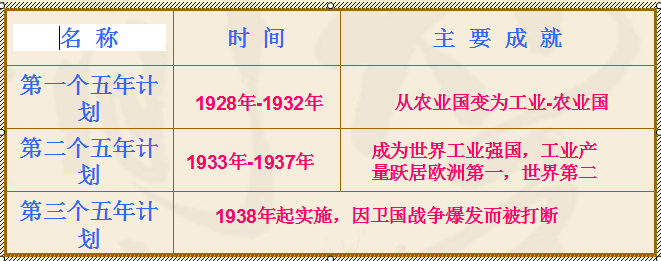 名 称 时 间 主 要 成 就
第一个五年计
划
1928年-1932年
从农业国变为工业-农业国
第二个五年计
划
1933年-1937年
成为世界工业强国，工业产
量跃居欧洲第一，世界第二
第三个五年计
划
1938年起实施，因卫国战争爆发而被打断